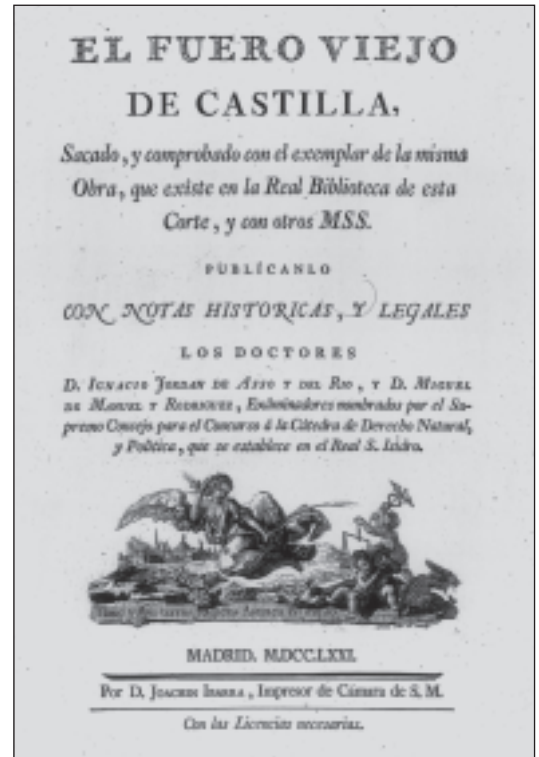 EL FUERO VIEJO
DE CASTILLA,
Sacado, y comprobado con el exemplar de la misma
Obra, que existe en la Real Biblioteca de esta
Corte, y con otros MSS.
PUBLÍCANLO
CON NOTAS HISTORICAS, Y LEGALES
LOS DOCTORES
D. IGNACIO JORDAN DE ASSO Y DEL RIO, Y D. MIGUEL
DE MANUEL Y RODRIGUEZ, Exâminadores nombrados por el Su-
premo Consejo para el Concurso á la Cátedra de Derecho Natural,
y Politica, que se establece en el Real S. Isidro.
MADRID. M.DCC.LXXI.
Por D. JOACHIN IBARRA, Impresor de Cámara de S. M.
Con las Licencias necesarias.